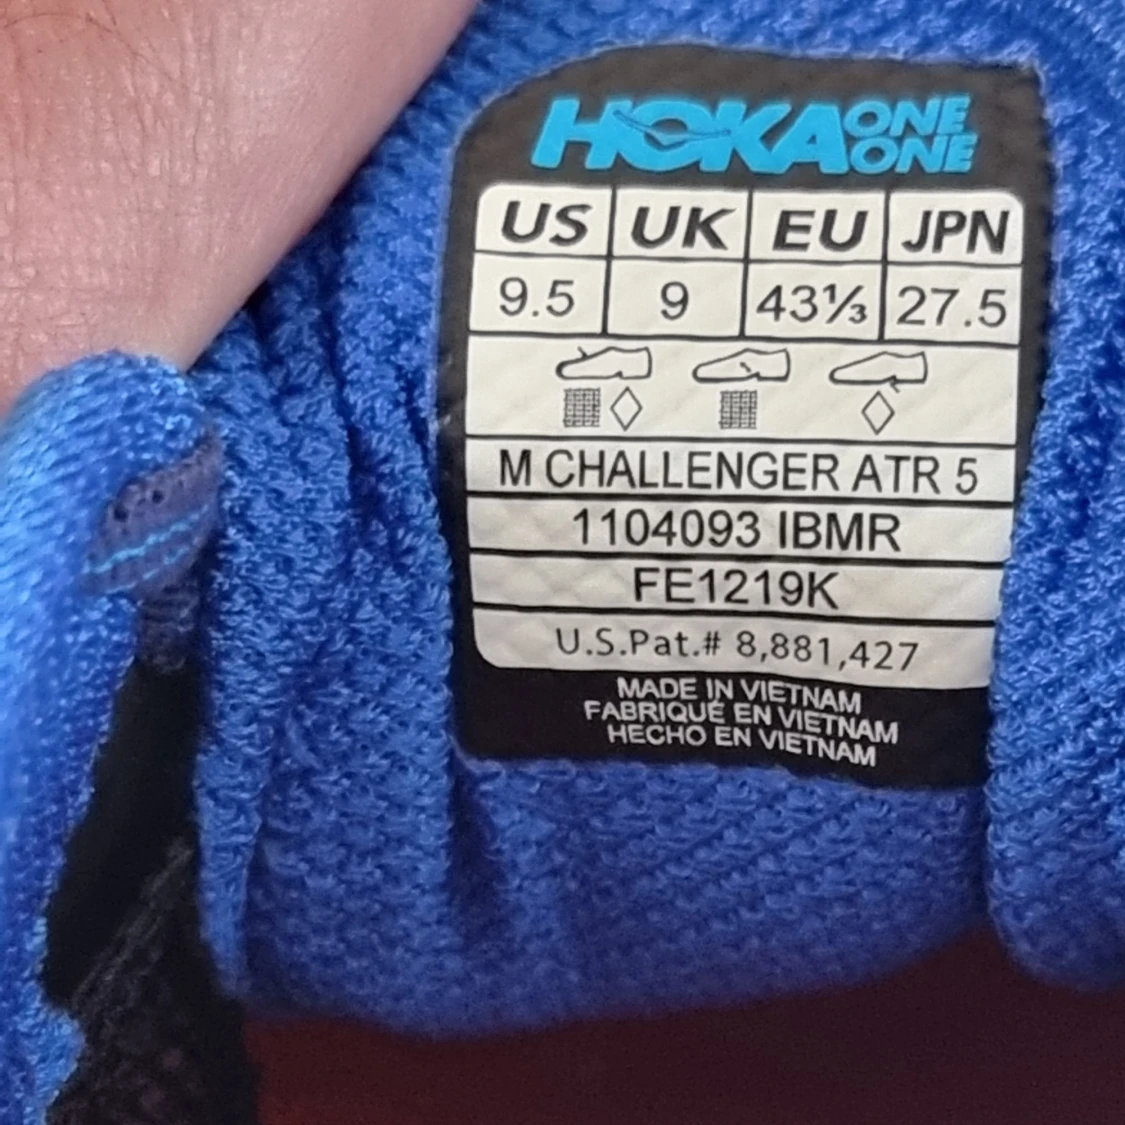 HOKA ONE ONE
US UK EU JPN
9.5 9 43⅓ 27.5
M CHALLENGER ATR 5
1104093 IBMR
FE1219K
U.S.Pat.# 8,881,427
MADE IN VIETNAM
FABRIQUÉ EN VIETNAM
HECHO EN VIETNAM